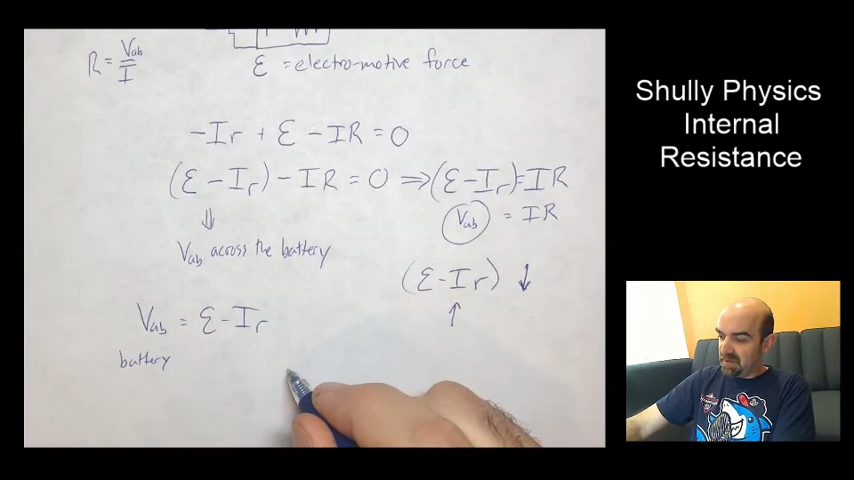 R = Vab / I
ε = electro-motive force
-Ir + ε - IR = 0
(ε - Ir) - IR = 0 ⇒ (ε - Ir) = IR
⇓
Vab = IR
Vab across the battery
(ε - Ir) ↓
↑
Vab = ε - Ir
battery
Shully Physics
Internal
Resistance